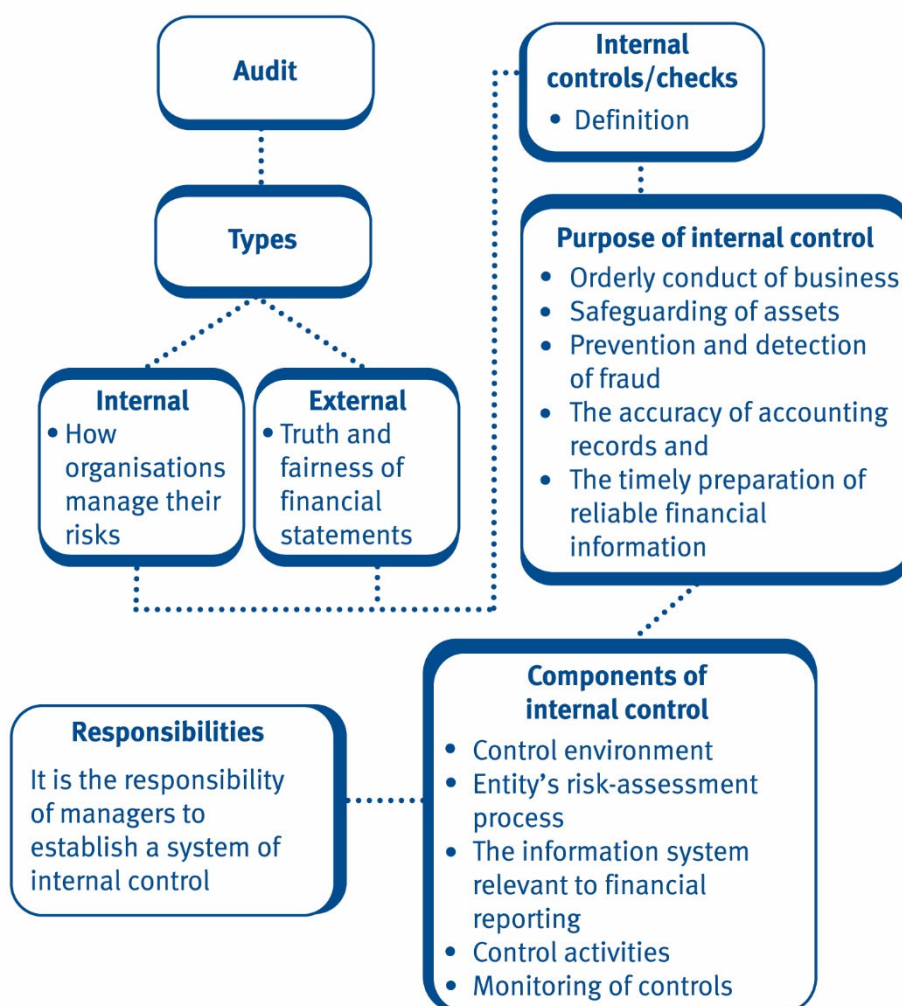 Audit
Types
Internal
• How
organisations
manage their
risks
External
• Truth and
fairness of
financial
statements
Internal
controls/checks
• Definition
Purpose of internal control
• Orderly conduct of business
• Safeguarding of assets
• Prevention and detection
of fraud
• The accuracy of accounting
records and
• The timely preparation of
reliable financial
information
Components of
internal control
• Control environment
• Entity’s risk-assessment
process
• The information system
relevant to financial
reporting
• Control activities
• Monitoring of controls
Responsibilities
It is the responsibility
of managers to
establish a system of
internal control